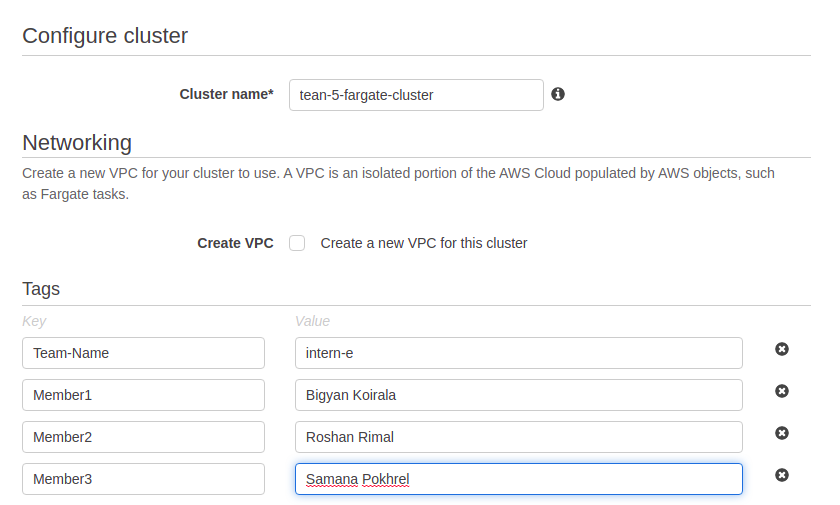 Configure cluster
Cluster name* tean-5-fargate-cluster
Networking
Create a new VPC for your cluster to use. A VPC is an isolated portion of the AWS Cloud populated by AWS objects, such
as Fargate tasks.
Create VPC Create a new VPC for this cluster
Tags
Key Value
Team-Name intern-e
Member1 Bigyan Koirala
Member2 Roshan Rimal
Member3 Samana Pokhrel